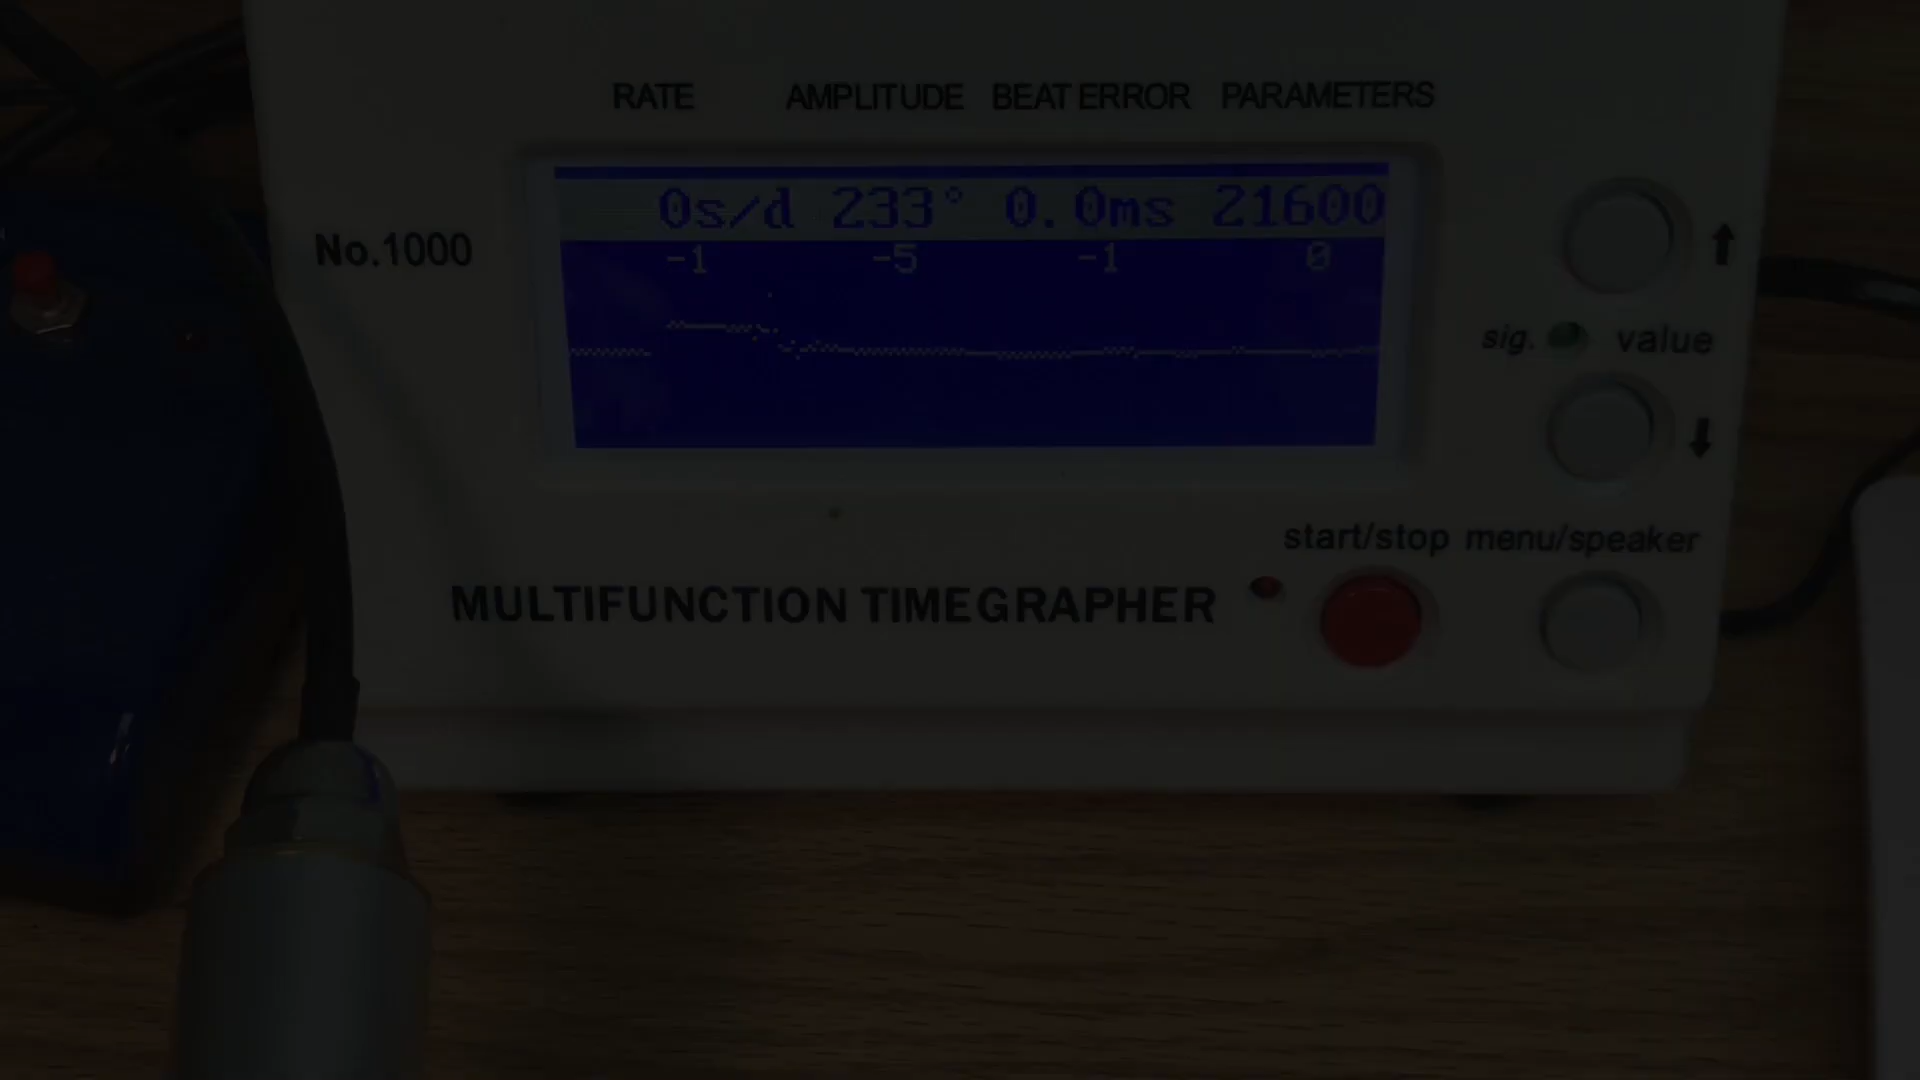 RATE AMPLITUDE BEAT ERROR PARAMETERS
0s/d 233° 0.0ms 21600
-1 -5 -1 0
No.1000
sig. value
start/stop menu/speaker
MULTIFUNCTION TIMEGRAPHER